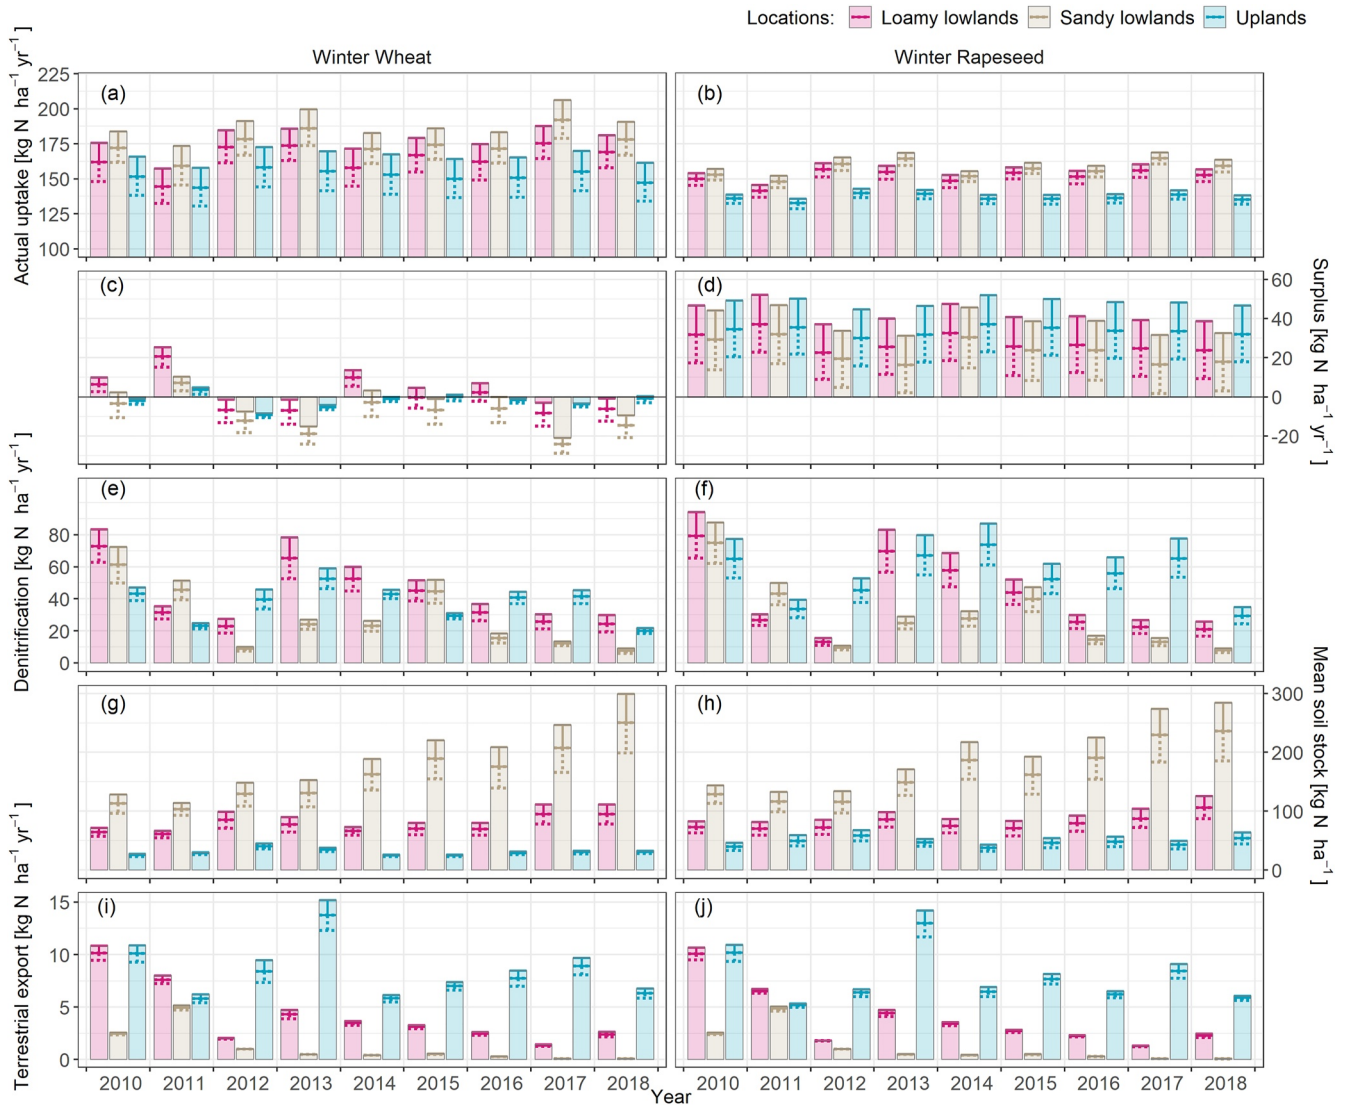 Locations: Loamy lowlands Sandy lowlands Uplands
Winter Wheat Winter Rapeseed
Actual uptake [kg N ha⁻¹ yr⁻¹ ]
225
200
175
150
125
100
(a)
(b)
(c)
(d)
60
40
20
0
-20
Surplus [kg N ha⁻¹ yr⁻¹ ]
Denitrification [kg N ha⁻¹ yr⁻¹ ]
80
60
40
20
0
(e)
(f)
(g)
(h)
300
200
100
0
Mean soil stock [kg N ha⁻¹ ]
Terrestrial export [kg N ha⁻¹ yr⁻¹ ]
15
10
5
0
(i)
(j)
2010 2011 2012 2013 2014 2015 2016 2017 2018 2010 2011 2012 2013 2014 2015 2016 2017 2018
Year